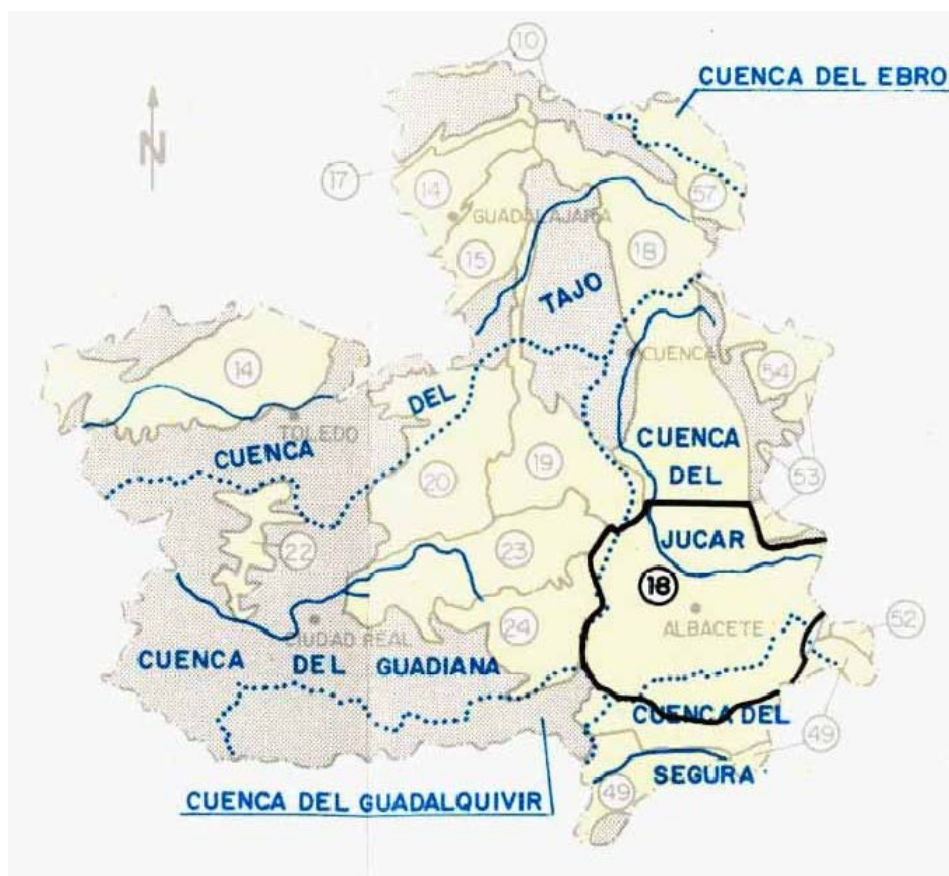 10
CUENCA DEL EBRO
N
17
14
57
GUADALAJARA
15
18
TAJO
CUENCA
54
14
DEL
TOLEDO
CUENCA
CUENCA
DEL
19
20
53
22
23
JUCAR
18
ALBACETE
52
24
CIUDAD REAL
CUENCA DEL GUADIANA
CUENCA DEL
49
SEGURA
49
CUENCA DEL GUADALQUIVIR